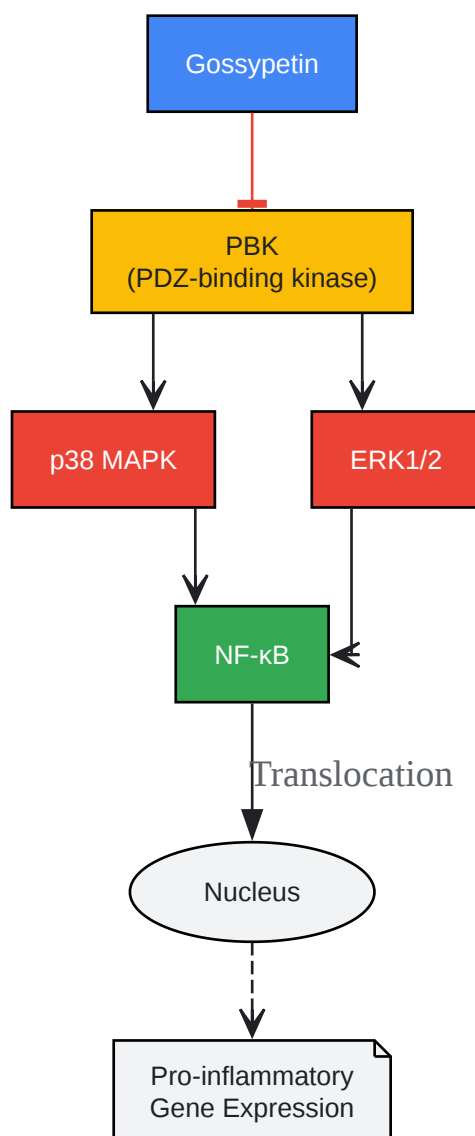 Gossypetin
PBK
(PDZ-binding kinase)
p38 MAPK
ERK1/2
NF-κB
Translocation
Nucleus
Pro-inflammatory
Gene Expression